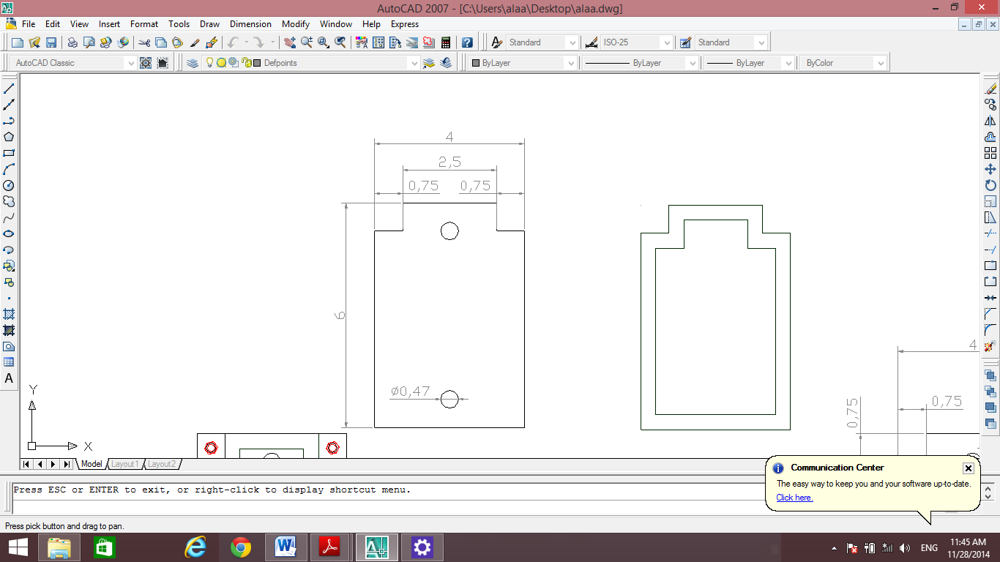 AutoCAD 2007 - [C:\Users\alaa\Desktop\alaa.dwg]
File Edit View Insert Format Tools Draw Dimension Modify Window Help Express
Standard ISO-25 Standard
AutoCAD Classic Defpoints ByLayer ByLayer ByLayer ByColor
4
2,5
0,75 0,75
6
Ø0,47
4
0,75
0,75
Y
X
Model Layout1 Layout2
Communication Center
The easy way to keep you and your software up-to-date.
Click here.
Press ESC or ENTER to exit, or right-click to display shortcut menu.
Press pick button and drag to pan.
ENG
11:45 AM
11/28/2014